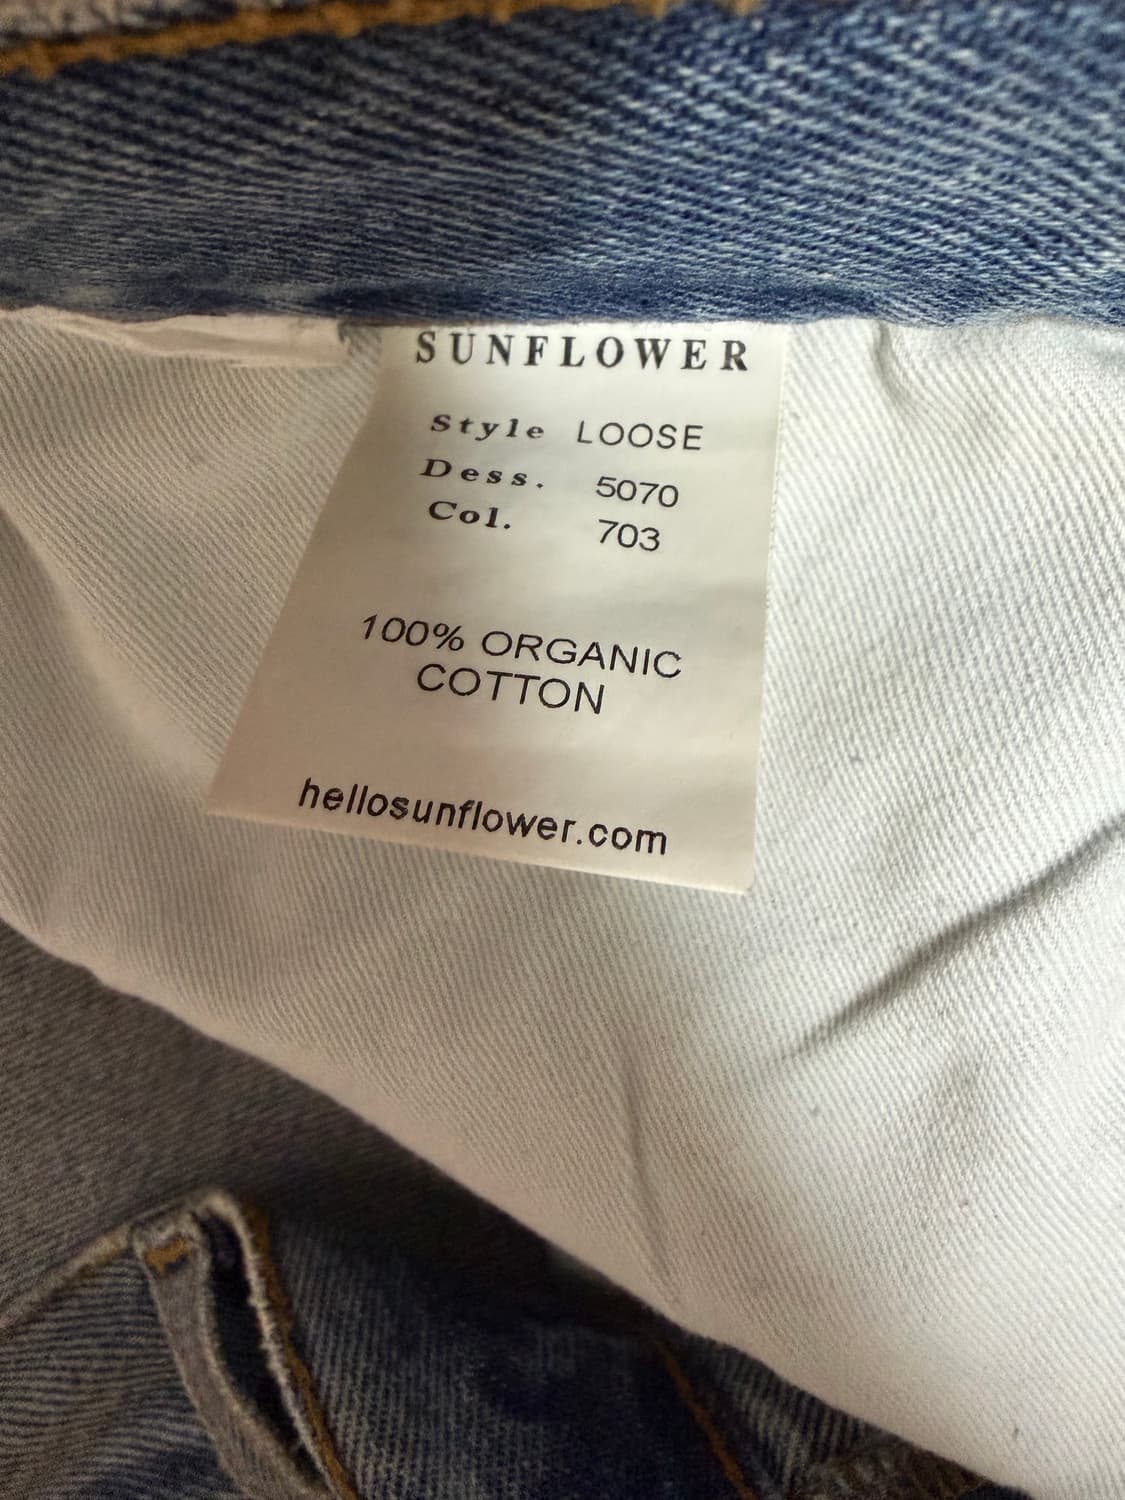 SUNFLOWER
Style LOOSE
Dess. 5070
Col. 703
100% ORGANIC
COTTON
hellosunflower.com